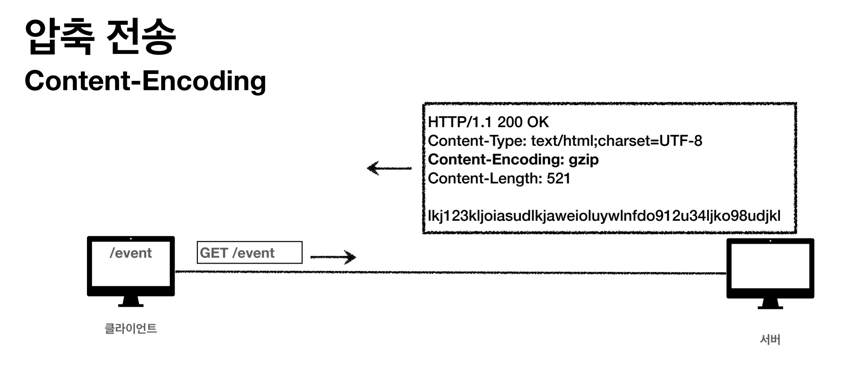 압축 전송
Content-Encoding
HTTP/1.1 200 OK
Content-Type: text/html;charset=UTF-8
Content-Encoding: gzip
Content-Length: 521
lkj123kljoiasudlkjaweioluywlnfdo912u34ljko98udjkl
/event
GET /event
클라이언트
서버